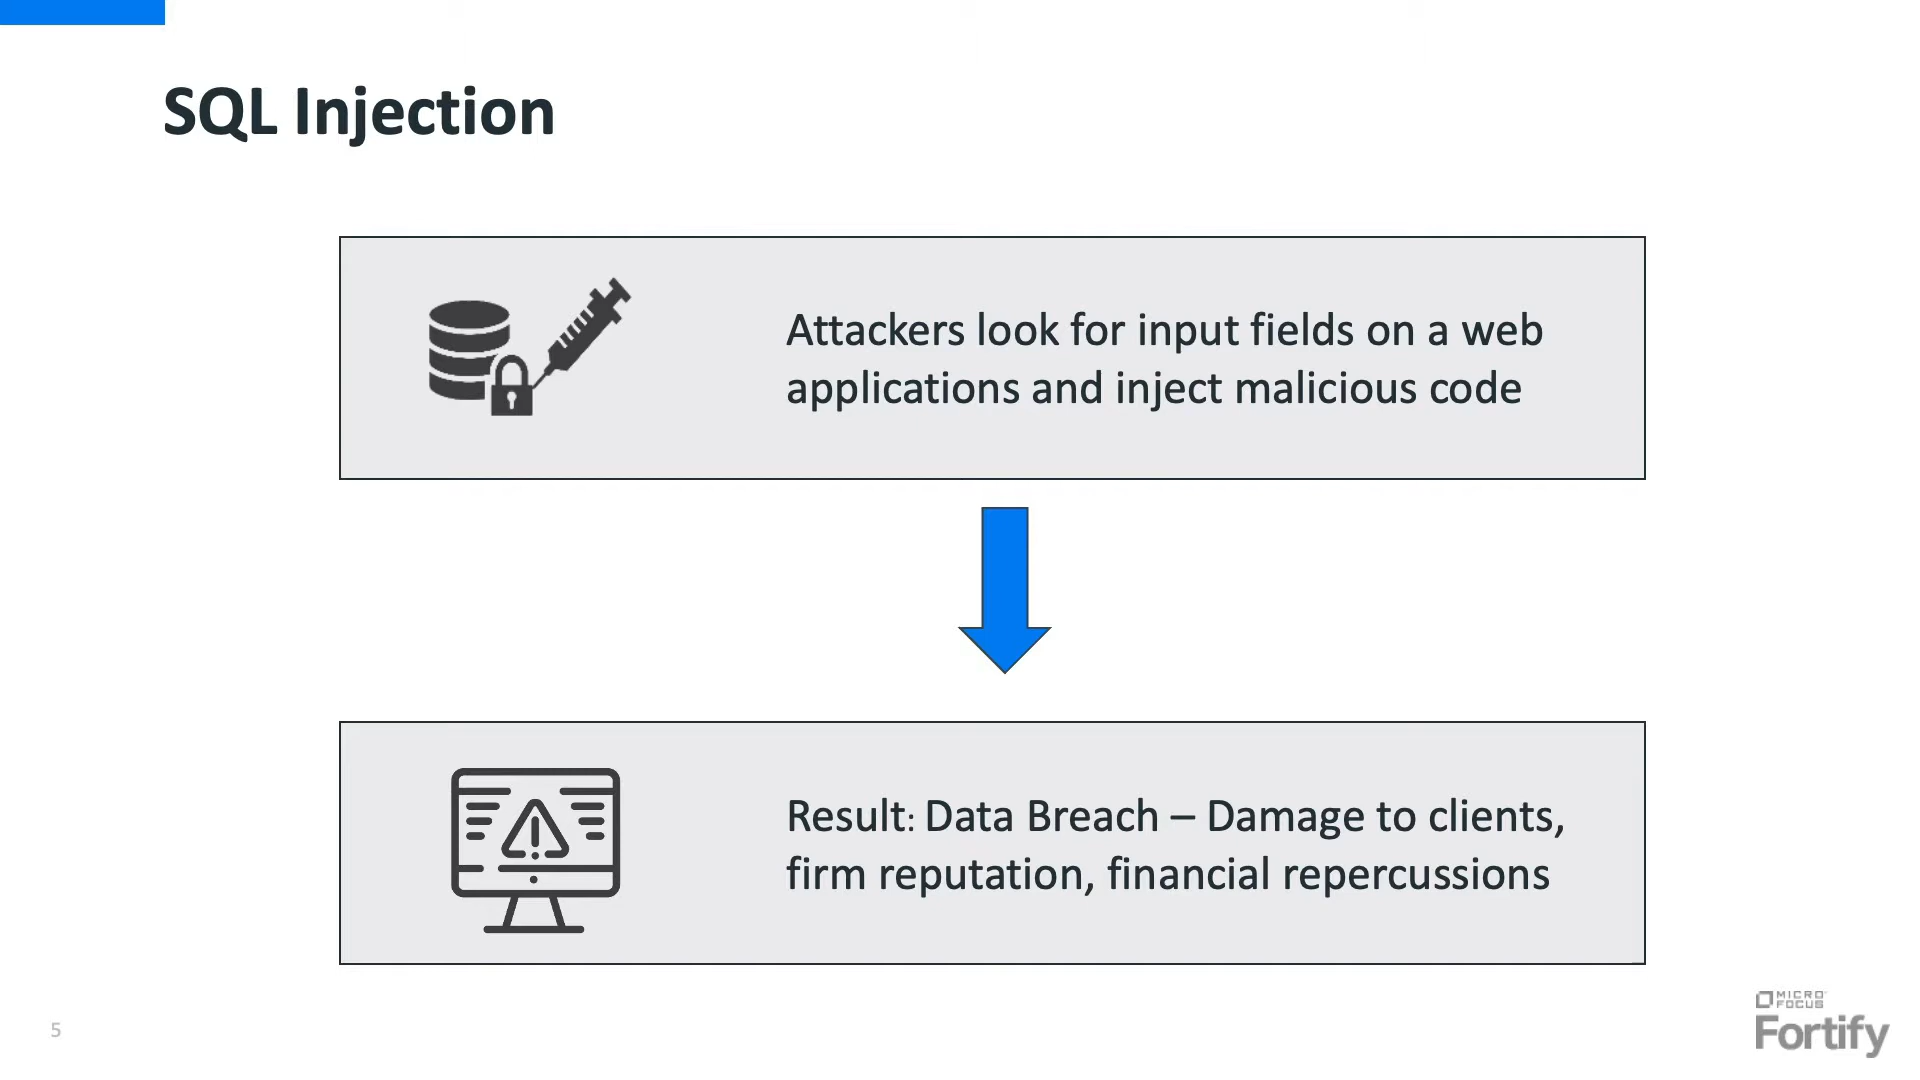 SQL Injection
Attackers look for input fields on a web
applications and inject malicious code
Result: Data Breach – Damage to clients,
firm reputation, financial repercussions
5
MICRO
FOCUS
Fortify